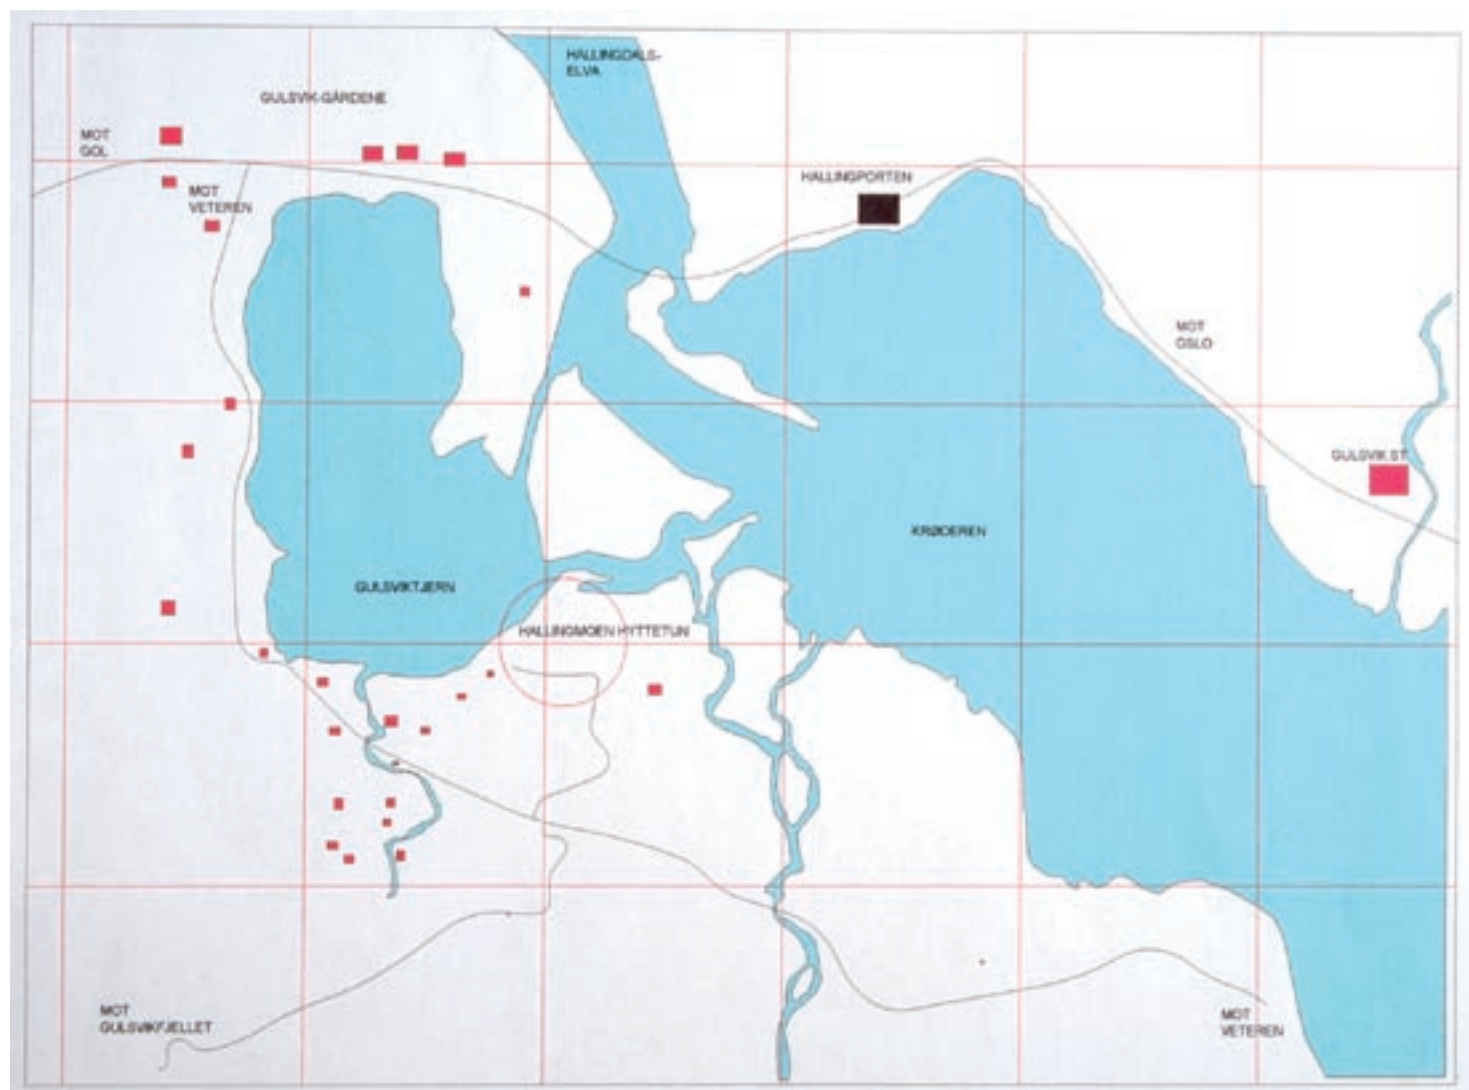 HALLINGDALS-
ELVA
GULSVIK-GÅRDENE
MOT
GOL
MOT
VETEREN
HALLINGPORTEN
MOT
OSLO
GULSVIK ST
KRØDEREN
GULSVIKTJERN
HALLINGMOEN HYTTETUN
MOT
GULSVIKFJELLET
MOT
VETEREN